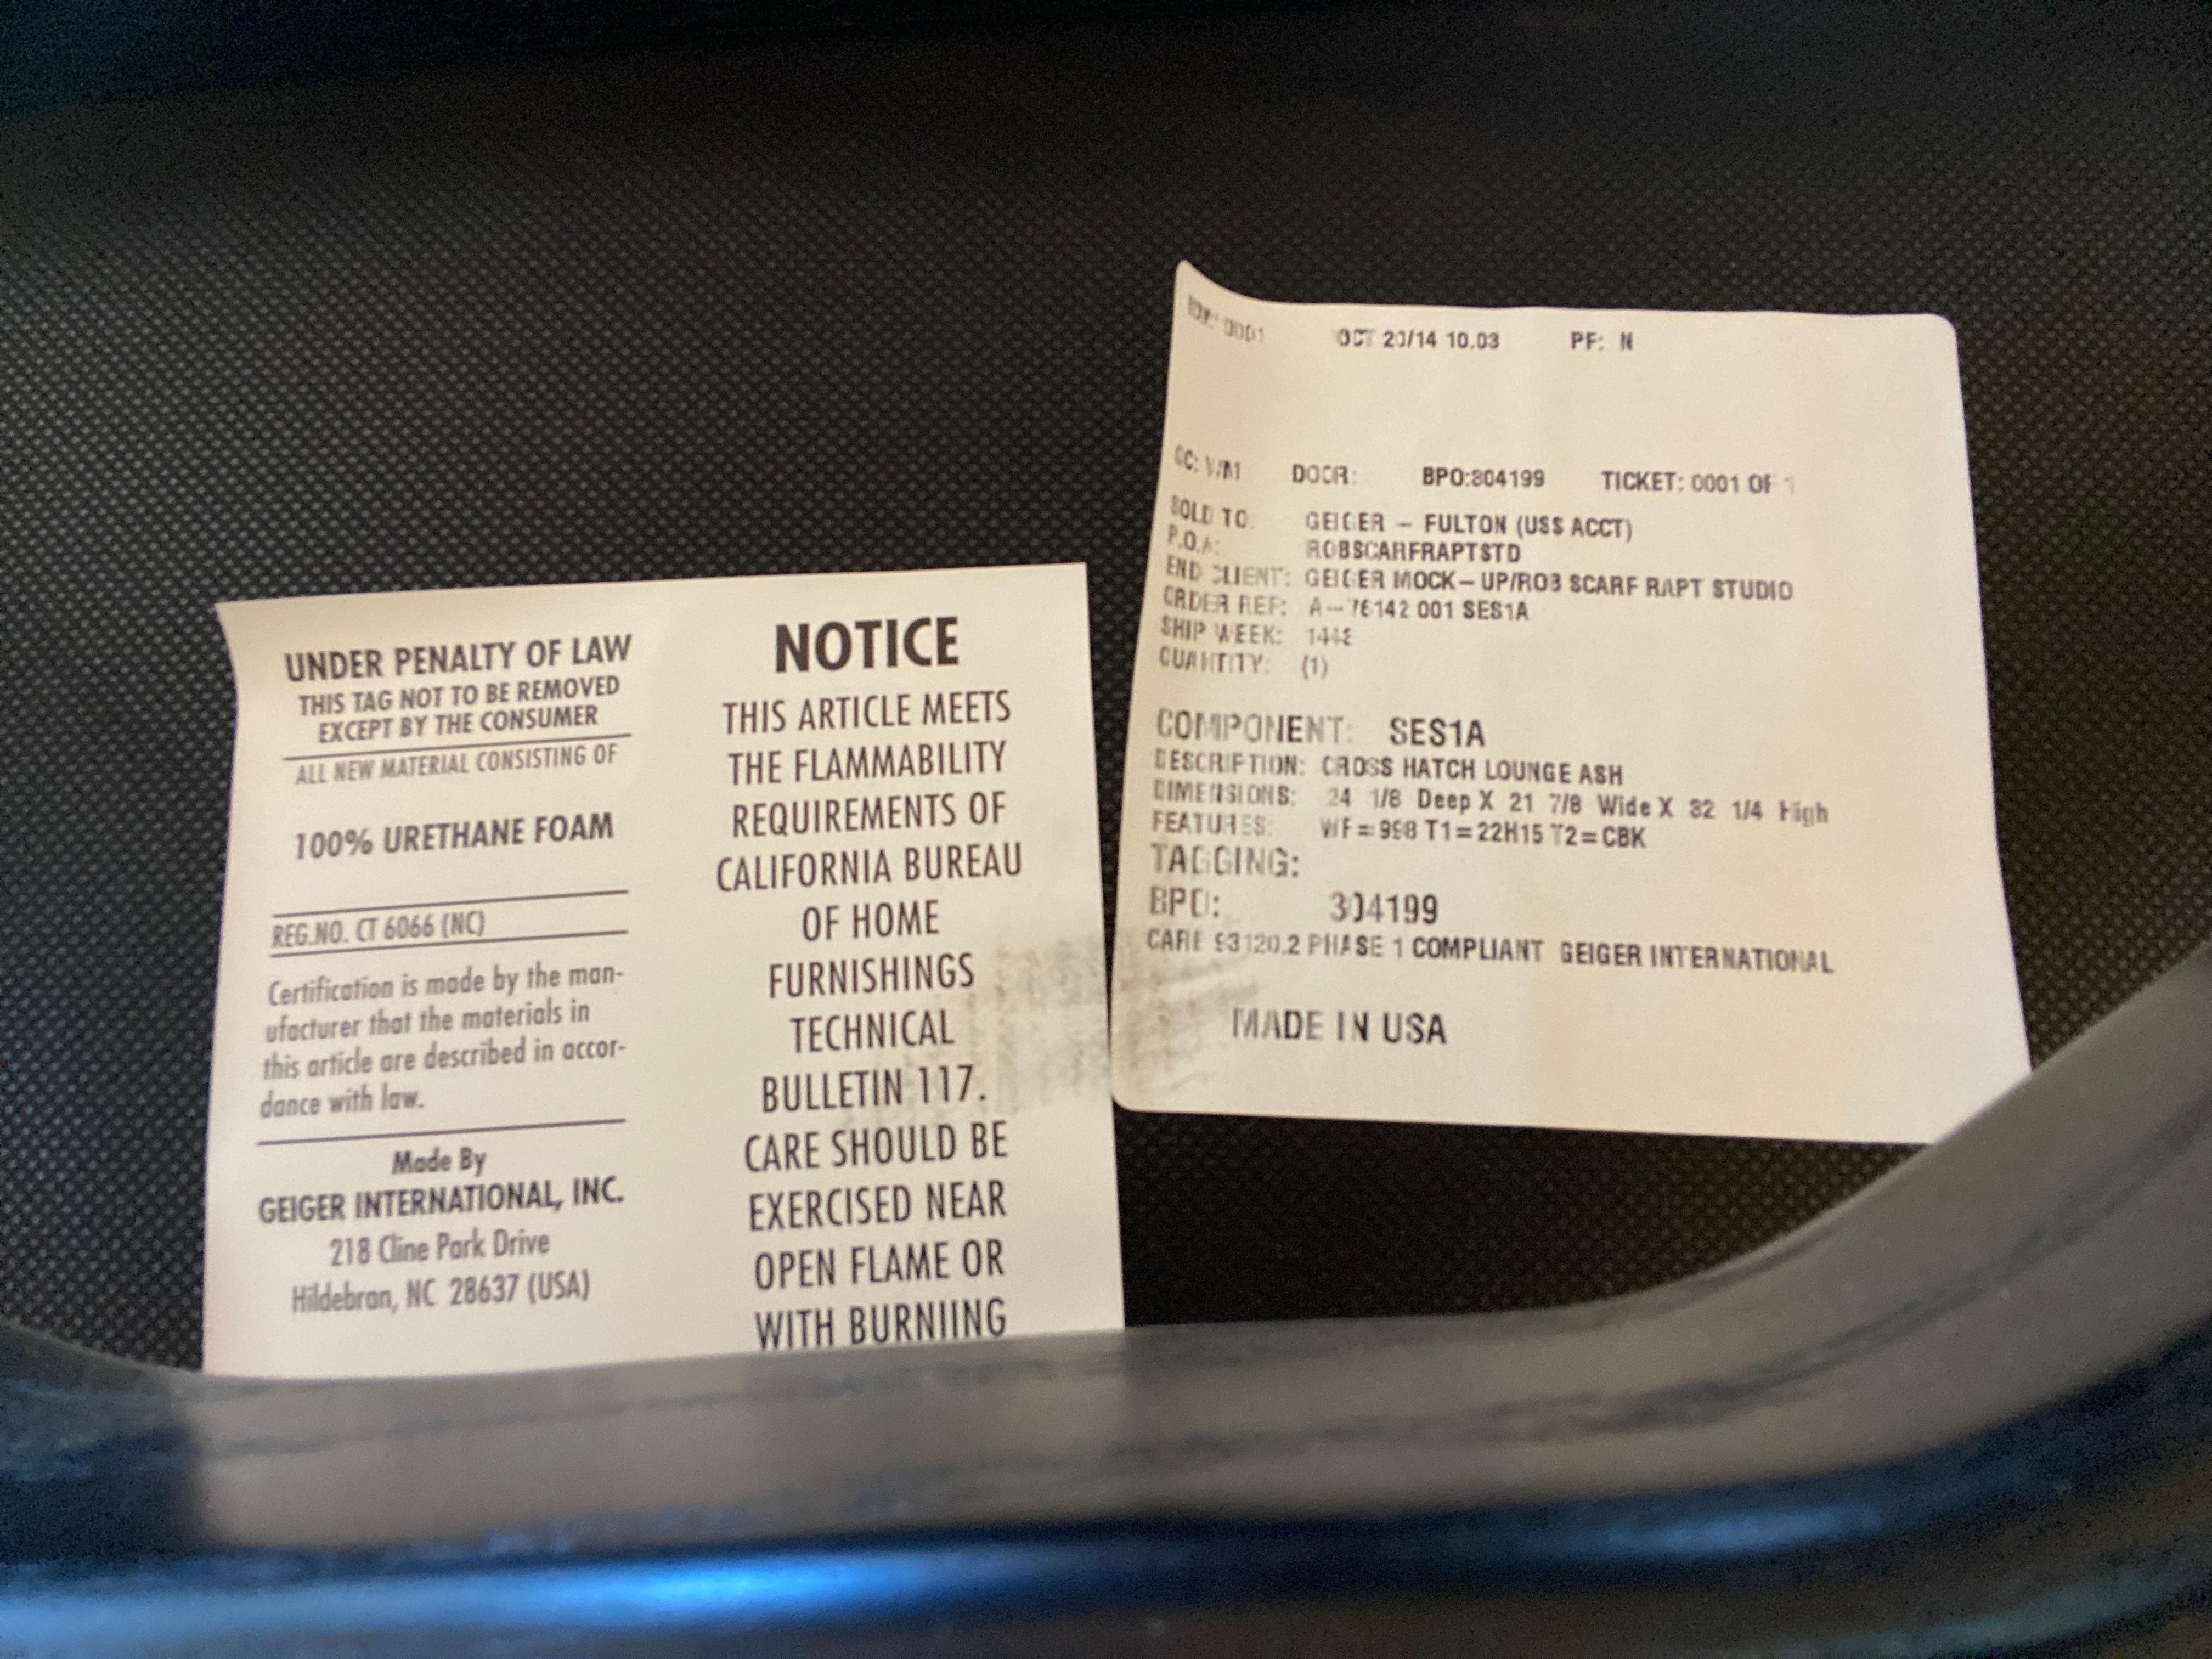 UNDER PENALTY OF LAW
THIS TAG NOT TO BE REMOVED
EXCEPT BY THE CONSUMER
ALL NEW MATERIAL CONSISTING OF
100% URETHANE FOAM
REG.NO. CT 6066 (NC)
Certification is made by the man-
ufacturer that the materials in
this article are described in accor-
dance with law.
Made By
GEIGER INTERNATIONAL, INC.
218 Cline Park Drive
Hildebran, NC 28637 (USA)
NOTICE
THIS ARTICLE MEETS
THE FLAMMABILITY
REQUIREMENTS OF
CALIFORNIA BUREAU
OF HOME
FURNISHINGS
TECHNICAL
BULLETIN 117.
CARE SHOULD BE
EXERCISED NEAR
OPEN FLAME OR
WITH BURNIING
0001 OCT 20/14 10.03 PF: N
DOOR: BPO:304199 TICKET: 0001 OF 1
SOLD TO: GEIGER - FULTON (USS ACCT)
ROBSCARFRAPTSTD
END CLIENT: GEIGER MOCK-UP/ROB SCARF RAPT STUDIO
ORDER REF: A-76142 001 SES1A
SHIP WEEK:
QUANTITY: (1)
COMPONENT: SES1A
DESCRIPTION: CROSS HATCH LOUNGE ASH
DIMENSIONS: 24 1/8 Deep X 21 7/8 Wide X 32 1/4 High
FEATURES: WF=998 T1=22H15 T2=CBK
TAGGING:
BPO: 304199
CARB 93120.2 PHASE 1 COMPLIANT GEIGER INTERNATIONAL
MADE IN USA